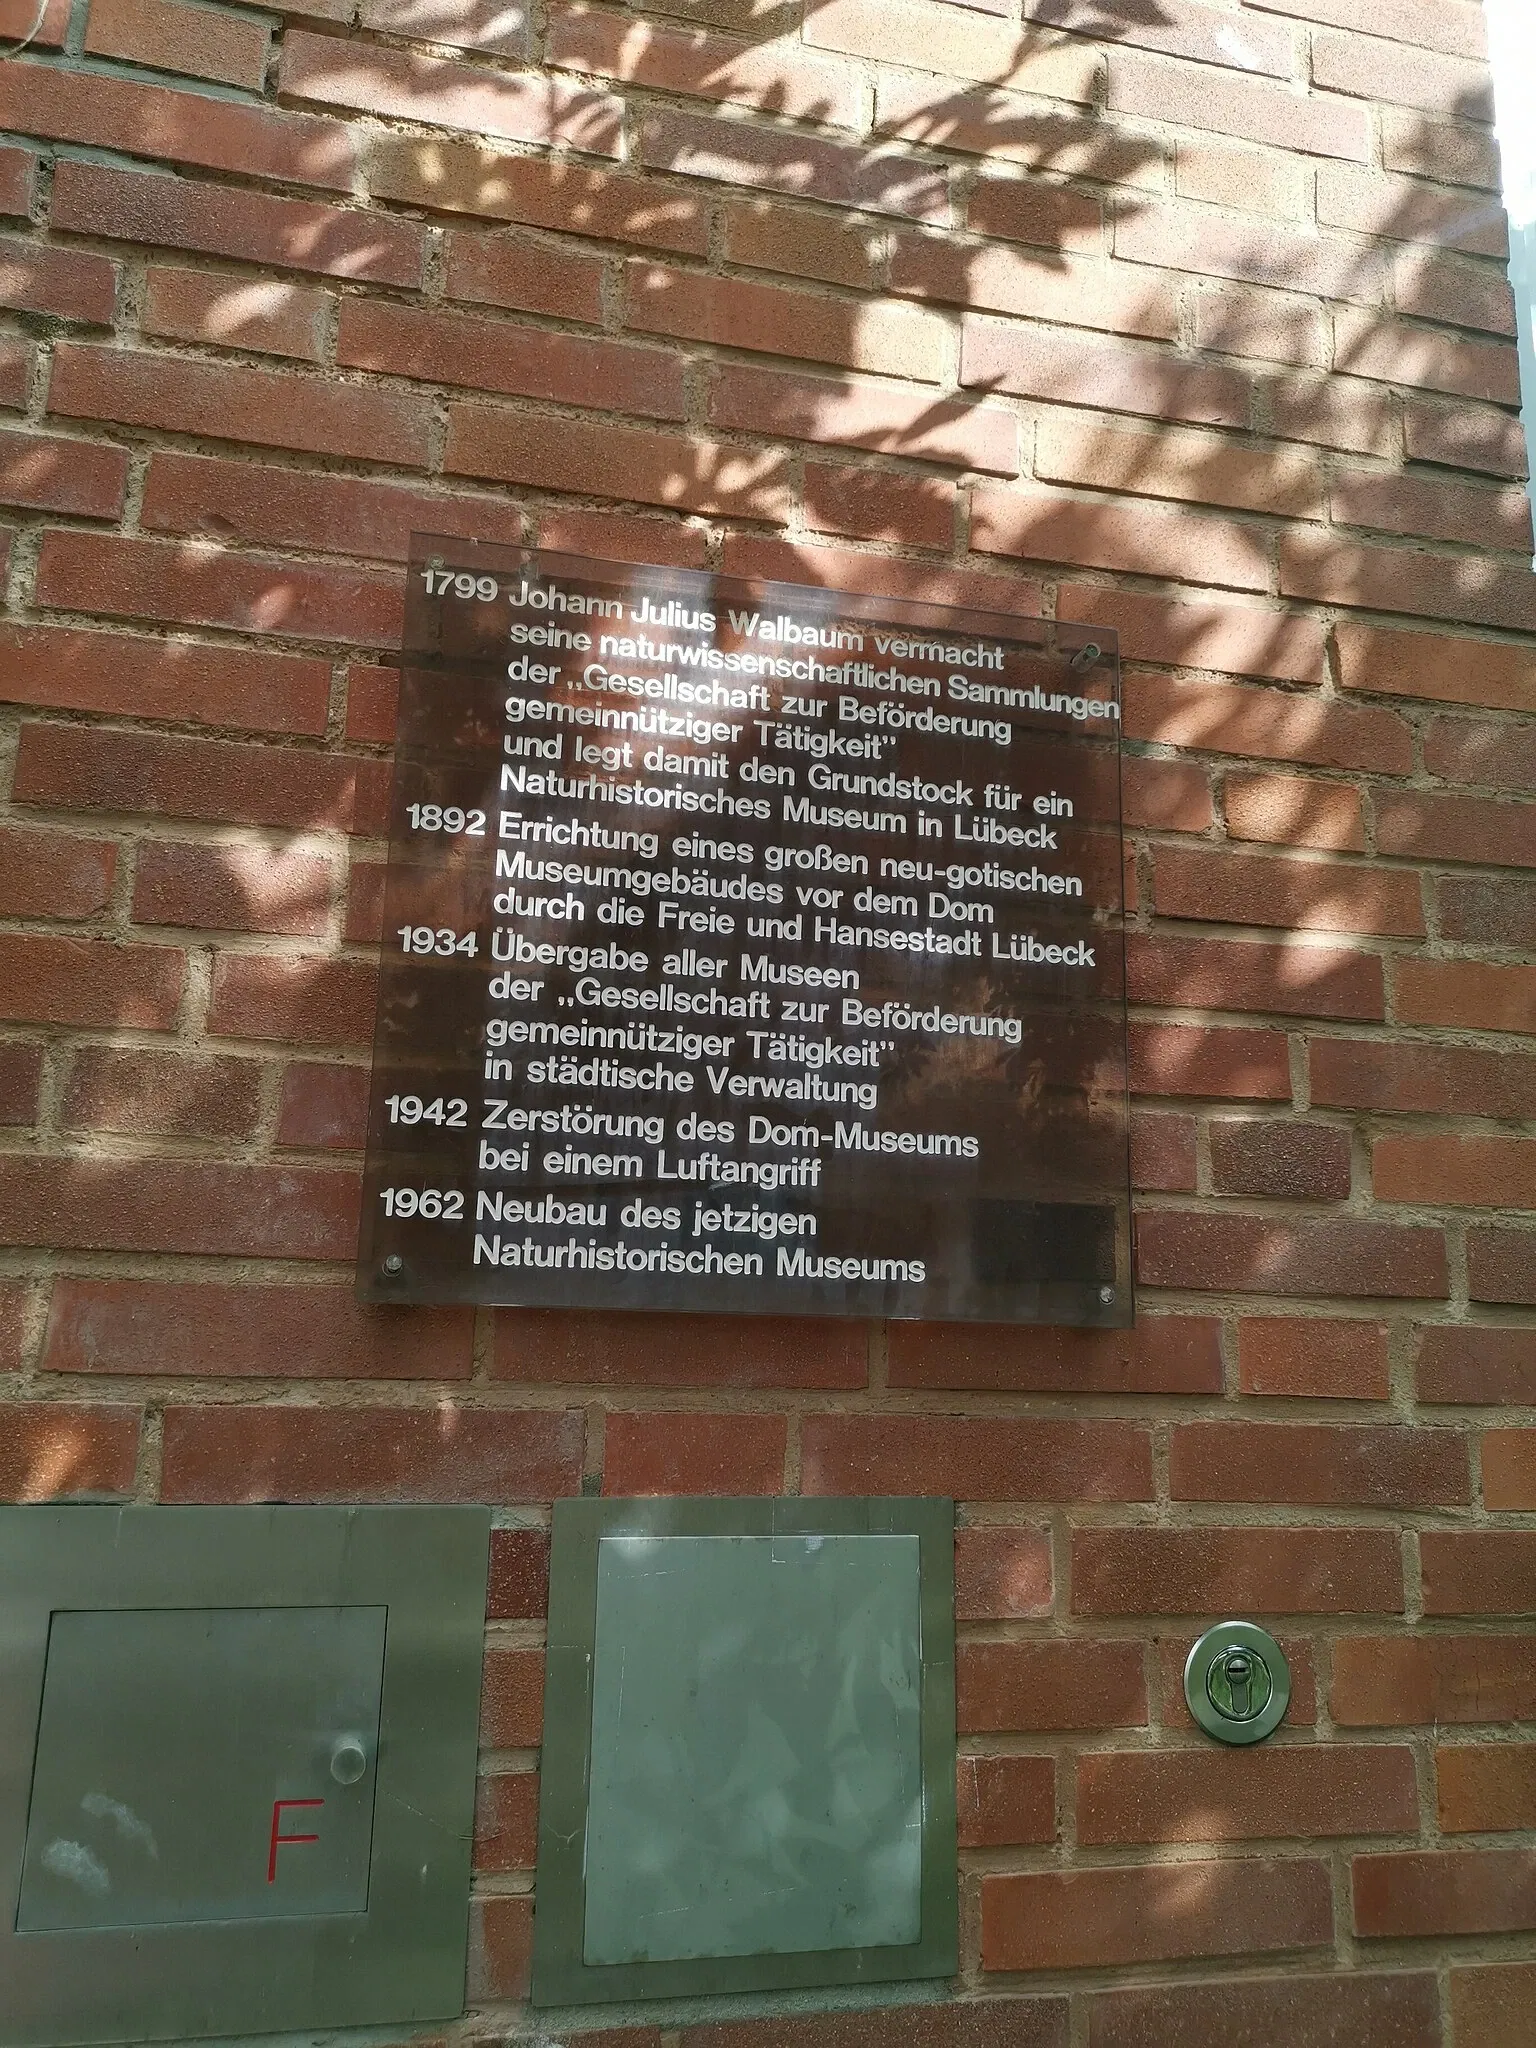 1799 Johann Julius Walbaum vermacht
seine naturwissenschaftlichen Sammlungen
der „Gesellschaft zur Beförderung
gemeinnütziger Tätigkeit”
und legt damit den Grundstock für ein
Naturhistorisches Museum in Lübeck
1892 Errichtung eines großen neu-gotischen
Museumgebäudes vor dem Dom
durch die Freie und Hansestadt Lübeck
1934 Übergabe aller Museen
der „Gesellschaft zur Beförderung
gemeinnütziger Tätigkeit”
in städtische Verwaltung
1942 Zerstörung des Dom-Museums
bei einem Luftangriff
1962 Neubau des jetzigen
Naturhistorischen Museums
F